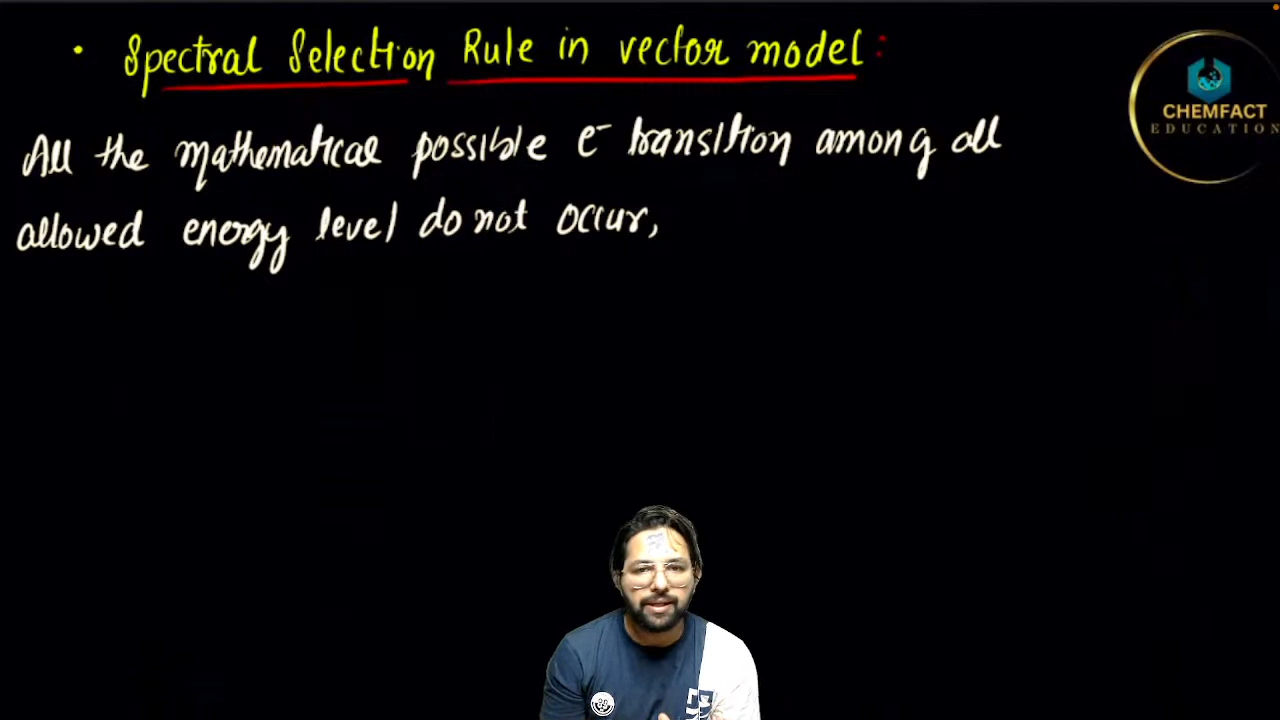 • Spectral Selection Rule in vector model :
All the mathematical possible e⁻ transition among all
allowed energy level do not occur,
CHEMFACT
EDUCATION